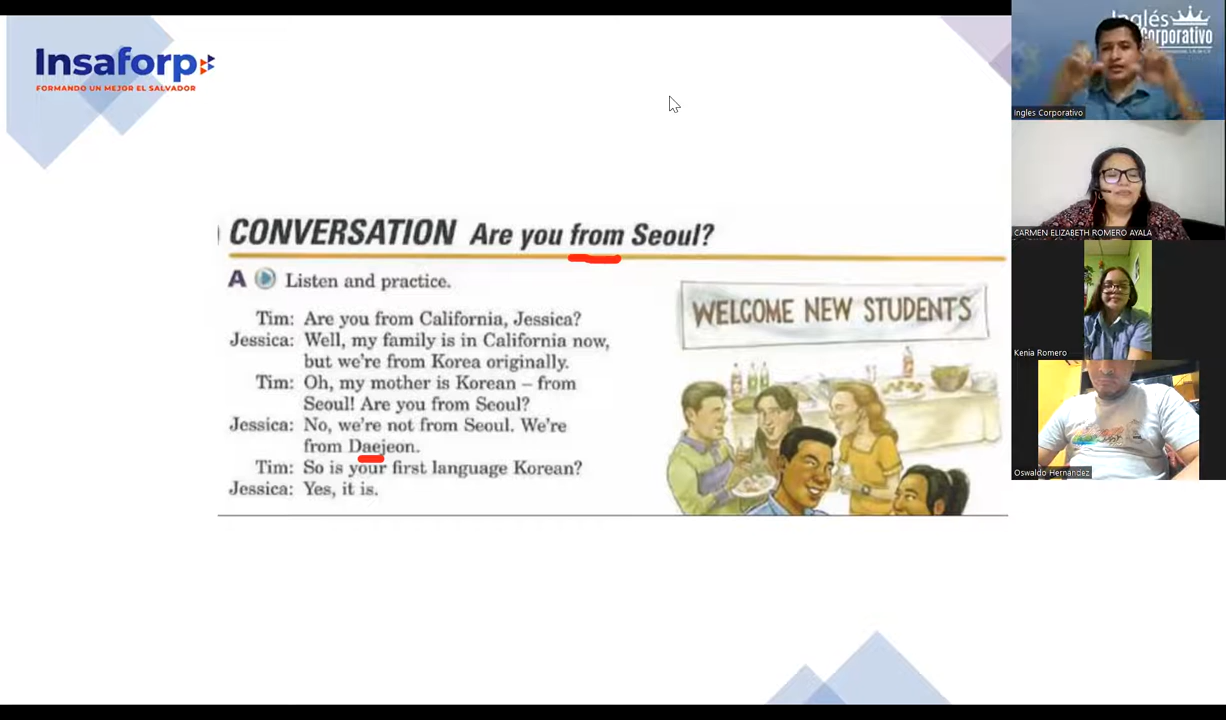 Insaforp
FORMANDO UN MEJOR EL SALVADOR
CONVERSATION Are you from Seoul?
A Listen and practice.
Tim: Are you from California, Jessica?
Jessica: Well, my family is in California now,
but we're from Korea originally.
Tim: Oh, my mother is Korean – from
Seoul! Are you from Seoul?
Jessica: No, we're not from Seoul. We're
from Daejeon.
Tim: So is your first language Korean?
Jessica: Yes, it is.
WELCOME NEW STUDENTS
Inglés
Corporativo
Ingles Corporativo
CARMEN ELIZABETH ROMERO AYALA
Kenia Romero
Oswaldo Hernandez